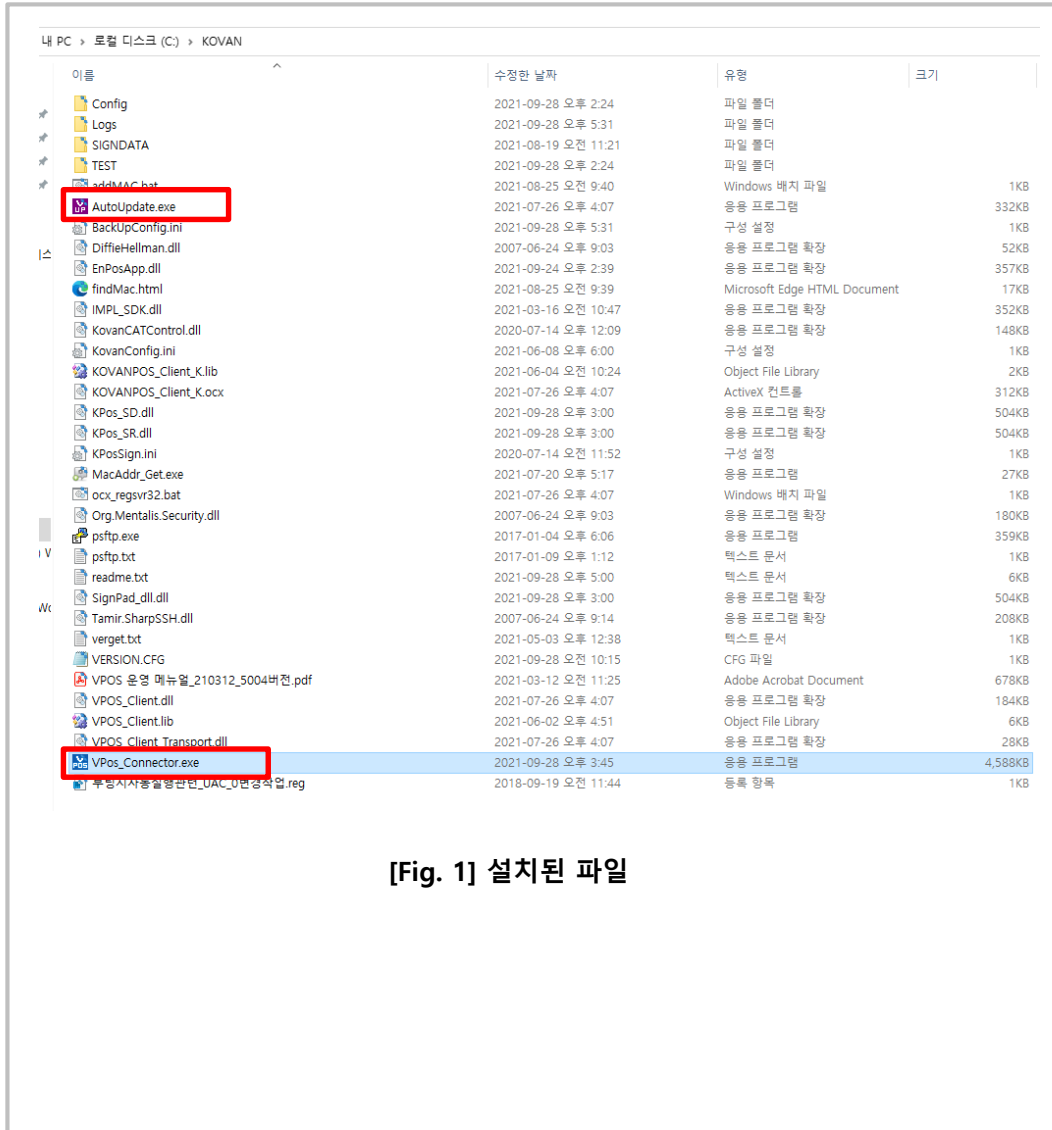 내 PC > 로컬 디스크 (C:) > KOVAN
이름 수정한 날짜 유형 크기
Config 2021-09-28 오후 2:24 파일 폴더
Logs 2021-09-28 오후 5:31 파일 폴더
SIGNDATA 2021-08-19 오전 11:21 파일 폴더
TEST 2021-09-28 오후 2:24 파일 폴더
addMAC.bat 2021-08-25 오전 9:40 Windows 배치 파일 1KB
AutoUpdate.exe 2021-07-26 오후 4:07 응용 프로그램 332KB
BackUpConfig.ini 2021-09-28 오후 5:31 구성 설정 1KB
DiffieHellman.dll 2007-06-24 오후 9:03 응용 프로그램 확장 52KB
EnPosApp.dll 2021-09-24 오후 2:39 응용 프로그램 확장 357KB
findMac.html 2021-08-25 오전 9:39 Microsoft Edge HTML Document 17KB
IMPL_SDK.dll 2021-03-16 오전 10:47 응용 프로그램 확장 352KB
KovanCATControl.dll 2020-07-14 오후 12:09 응용 프로그램 확장 148KB
KovanConfig.ini 2021-06-08 오후 6:00 구성 설정 1KB
KOVANPOS_Client_K.lib 2021-06-04 오전 10:24 Object File Library 2KB
KOVANPOS_Client_K.ocx 2021-07-26 오후 4:07 ActiveX 컨트롤 312KB
KPos_SD.dll 2021-09-28 오후 3:00 응용 프로그램 확장 504KB
KPos_SR.dll 2021-09-28 오후 3:00 응용 프로그램 확장 504KB
KPosSign.ini 2020-07-14 오전 11:52 구성 설정 1KB
MacAddr_Get.exe 2021-07-20 오후 5:17 응용 프로그램 27KB
ocx_regsvr32.bat 2021-07-26 오후 4:07 Windows 배치 파일 1KB
Org.Mentalis.Security.dll 2007-06-24 오후 9:03 응용 프로그램 확장 180KB
psftp.exe 2017-01-04 오후 6:06 응용 프로그램 359KB
psftp.txt 2017-01-09 오후 1:12 텍스트 문서 1KB
readme.txt 2021-09-28 오후 5:00 텍스트 문서 6KB
SignPad_dll.dll 2021-09-28 오후 3:00 응용 프로그램 확장 504KB
Tamir.SharpSSH.dll 2007-06-24 오후 9:14 응용 프로그램 확장 208KB
verget.txt 2021-05-03 오후 12:38 텍스트 문서 1KB
VERSION.CFG 2021-09-28 오전 10:15 CFG 파일 1KB
VPOS 운영 메뉴얼_210312_5004버전.pdf 2021-03-12 오전 11:25 Adobe Acrobat Document 678KB
VPOS_Client.dll 2021-07-26 오후 4:07 응용 프로그램 확장 184KB
VPOS_Client.lib 2021-06-02 오후 4:51 Object File Library 6KB
VPOS_Client_Transport.dll 2021-07-26 오후 4:07 응용 프로그램 확장 28KB
VPos_Connector.exe 2021-09-28 오후 3:45 응용 프로그램 4,588KB
부팅시자동실행관련_UAC_0변경작업.reg 2018-09-19 오전 11:44 등록 항목 1KB
[Fig. 1] 설치된 파일